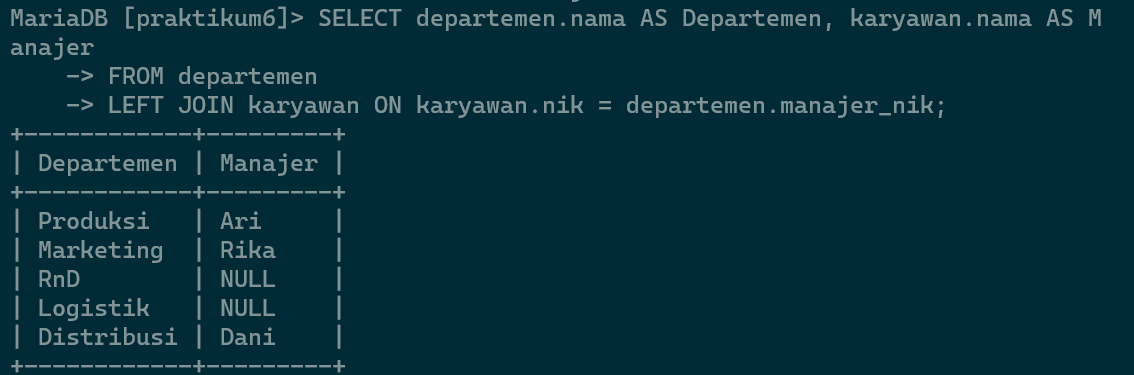 MariaDB [praktikum6]> SELECT departemen.nama AS Departemen, karyawan.nama AS M
anajer
    -> FROM departemen
    -> LEFT JOIN karyawan ON karyawan.nik = departemen.manajer_nik;
+------------+---------+
| Departemen | Manajer |
+------------+---------+
| Produksi   | Ari     |
| Marketing  | Rika    |
| RnD        | NULL    |
| Logistik   | NULL    |
| Distribusi | Dani    |
+------------+---------+